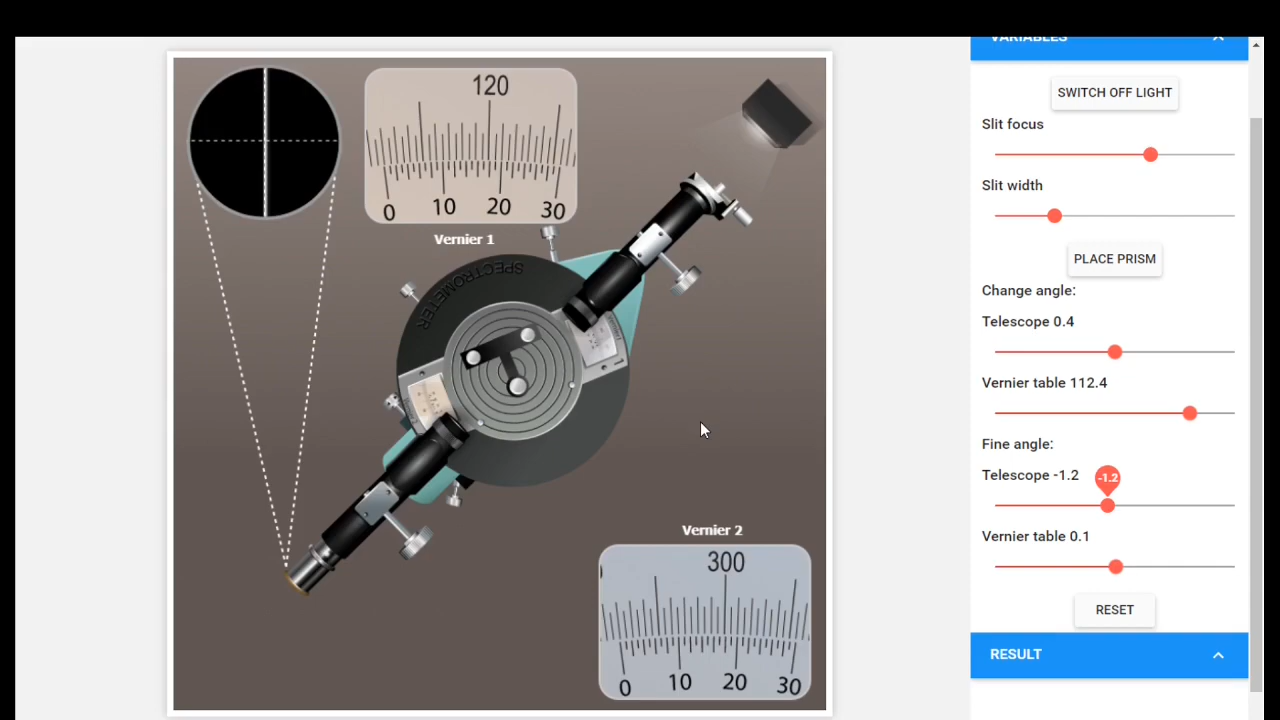 VARIABLES
120
0 10 20 30
Vernier 1
SPECTROMETER
1
Vernier 2
300
0 10 20 30
SWITCH OFF LIGHT
Slit focus
Slit width
PLACE PRISM
Change angle:
Telescope 0.4
Vernier table 112.4
Fine angle:
Telescope -1.2
-1.2
Vernier table 0.1
RESET
RESULT